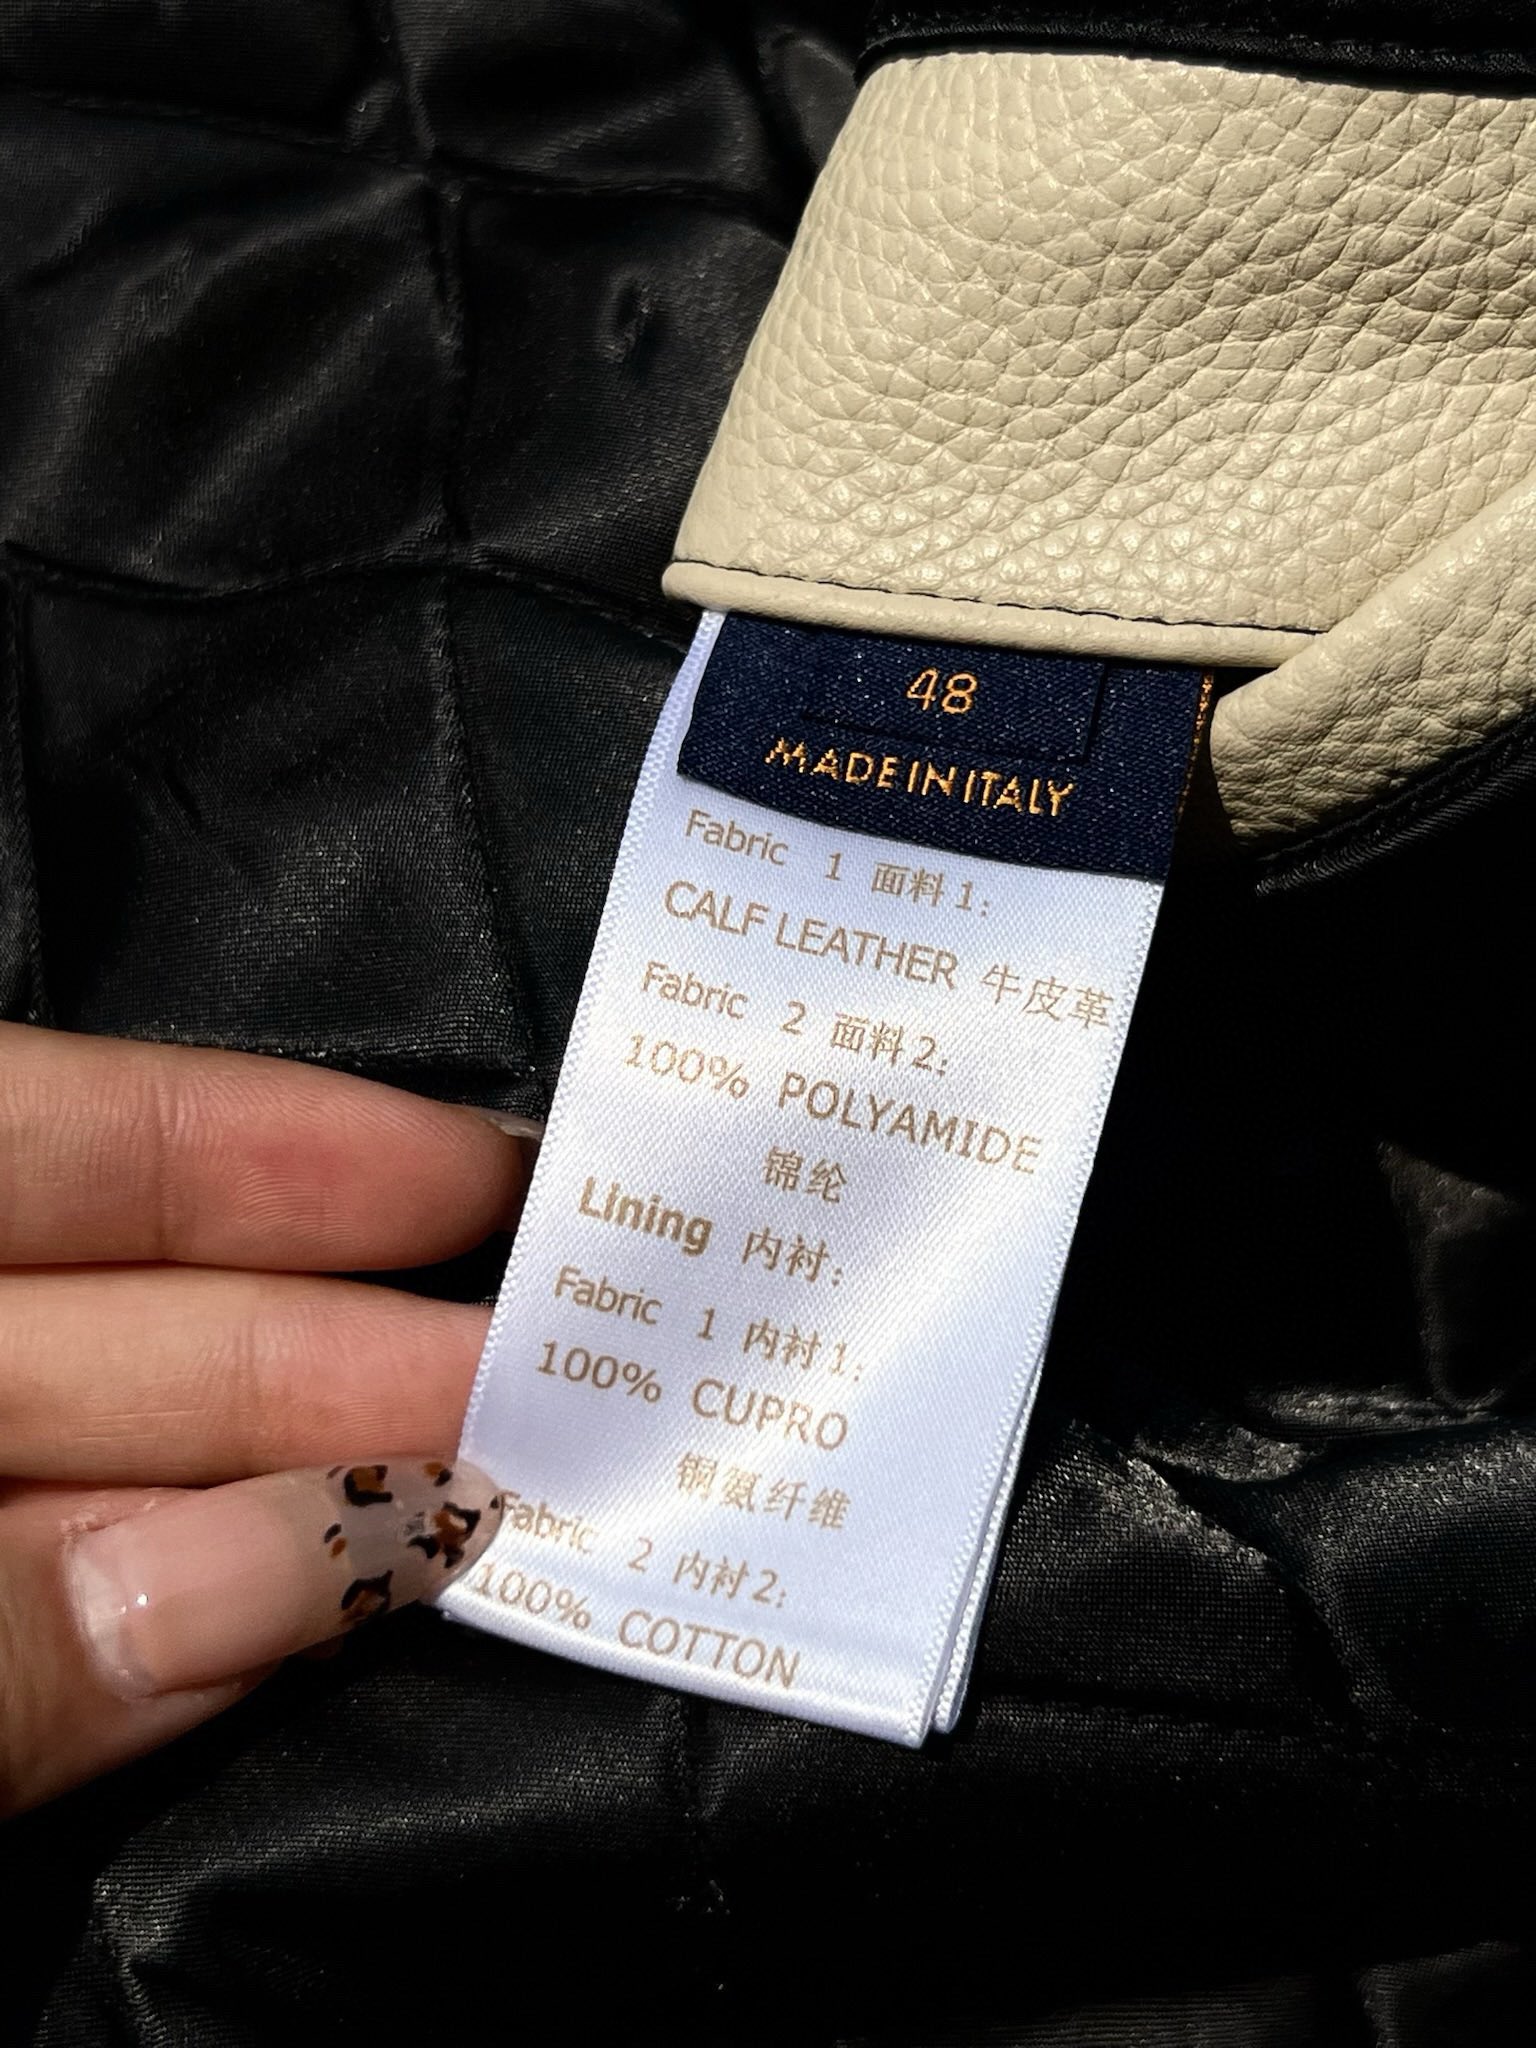 48
MADE IN ITALY
Fabric 1 面料1:
CALF LEATHER 牛皮革
Fabric 2 面料2:
100% POLYAMIDE
锦纶
Lining 内衬:
Fabric 1 内衬1:
100% CUPRO
铜氨纤维
Fabric 2 内衬2:
100% COTTON